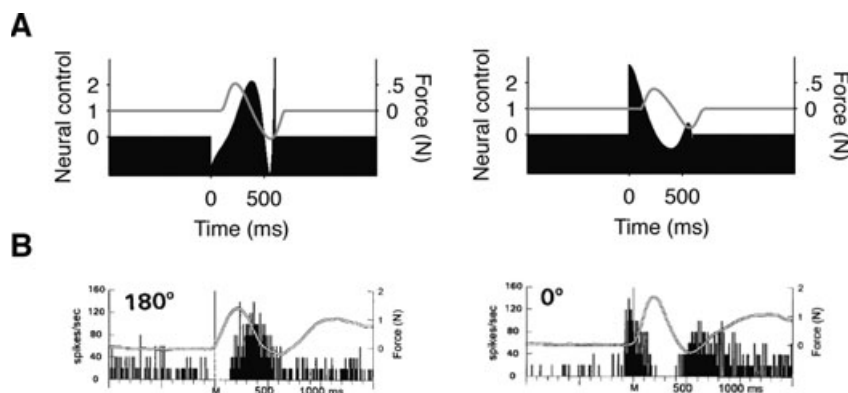 A
Neural control
2
1
0
.5
0
Force (N)
0 500
Time (ms)
Neural control
2
1
0
.5
0
Force (N)
0 500
Time (ms)
B
180°
spikes/sec
160
120
80
40
0
2
1
0
Force (N)
M 500 1000 ms
0°
spikes/sec
160
120
80
40
0
2
1
0
Force (N)
M 500 1000 ms